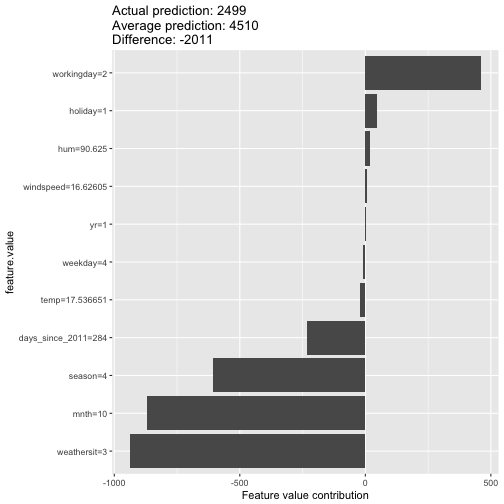 Actual prediction: 2499
Average prediction: 4510
Difference: -2011
feature.value
workingday=2
holiday=1
hum=90.625
windspeed=16.62605
yr=1
weekday=4
temp=17.536651
days_since_2011=284
season=4
mnth=10
weathersit=3
-1000 -500 0 500
Feature value contribution